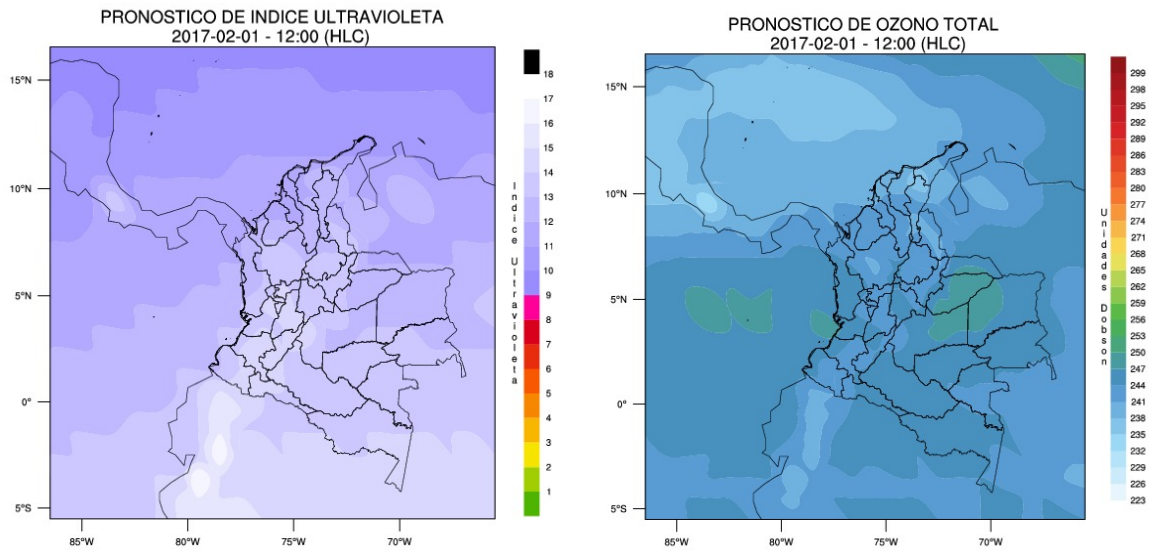 PRONOSTICO DE INDICE ULTRAVIOLETA
2017-02-01 - 12:00 (HLC)
15°N
10°N
5°N
0°
5°S
85°W
80°W
75°W
70°W
18
17
16
15
14
13
12
11
10
9
8
7
6
5
4
3
2
1
Indice Ultravioleta
PRONOSTICO DE OZONO TOTAL
2017-02-01 - 12:00 (HLC)
15°N
10°N
5°N
0°
5°S
85°W
80°W
75°W
70°W
299
298
295
292
289
286
283
280
277
274
271
268
265
262
259
256
253
250
247
244
241
238
235
232
229
226
223
Unidades Dobson